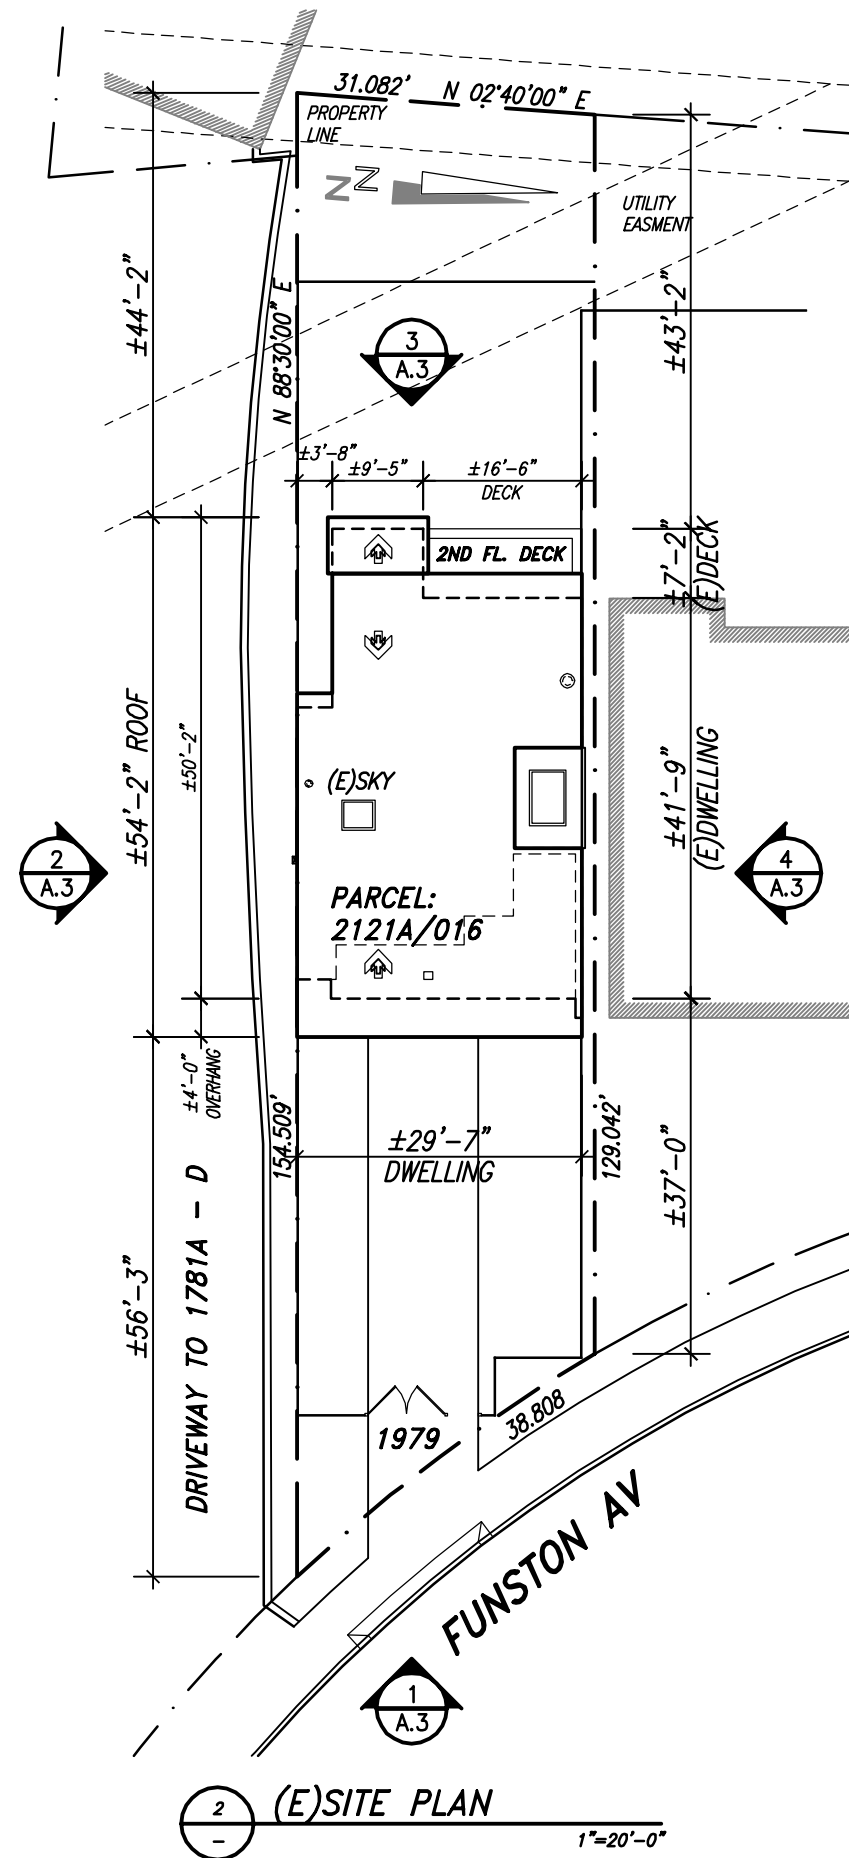 31.082'
N 02°40'00" E
PROPERTY
LINE
N
N
UTILITY
EASMENT
±44'-2"
N 88°30'00" E
±43'-2"
3
A.3
±3'-8"
±9'-5"
±16'-6"
DECK
2ND FL. DECK
±7'-2"
(E)DECK
±54'-2" ROOF
±50'-2"
(E)SKY
±41'-9"
(E)DWELLING
2
A.3
4
A.3
PARCEL:
2121A/016
±4'-0"
OVERHANG
154.509'
±29'-7"
DWELLING
129.042'
±37'-0"
±56'-3"
DRIVEWAY TO 1781A - D
1979
38.808
FUNSTON AV
1
A.3
2
-
(E)SITE PLAN
1"=20'-0"